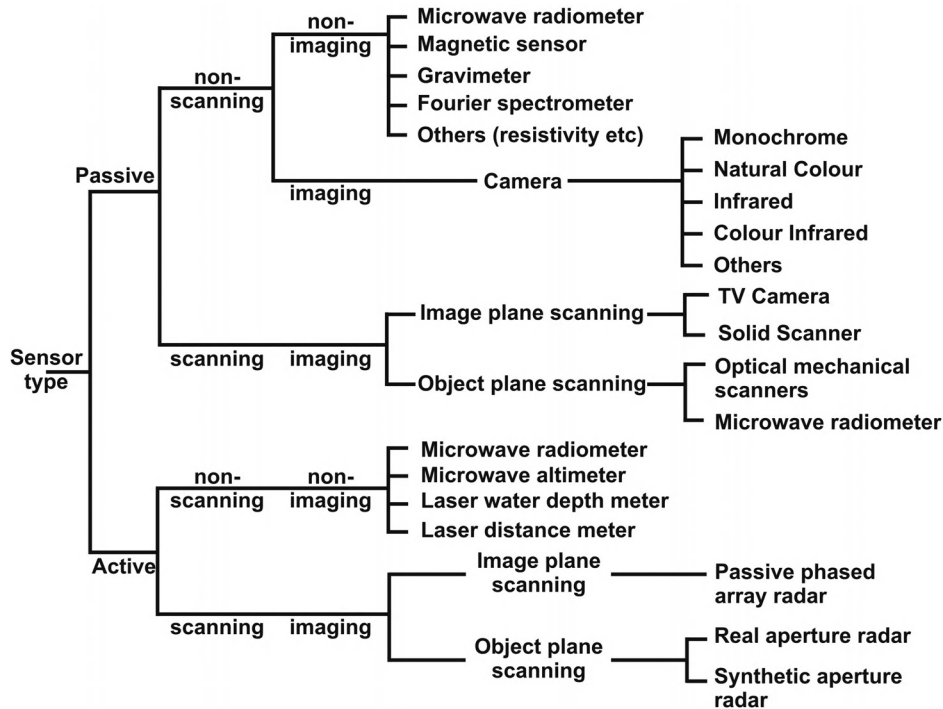 Sensor
type
Passive
non-
scanning
non-
imaging
Microwave radiometer
Magnetic sensor
Gravimeter
Fourier spectrometer
Others (resistivity etc)
imaging
Camera
Monochrome
Natural Colour
Infrared
Colour Infrared
Others
scanning
imaging
Image plane scanning
TV Camera
Solid Scanner
Object plane scanning
Optical mechanical
scanners
Microwave radiometer
Active
non-
scanning
non-
imaging
Microwave radiometer
Microwave altimeter
Laser water depth meter
Laser distance meter
scanning
imaging
Image plane
scanning
Passive phased
array radar
Object plane
scanning
Real aperture radar
Synthetic aperture
radar